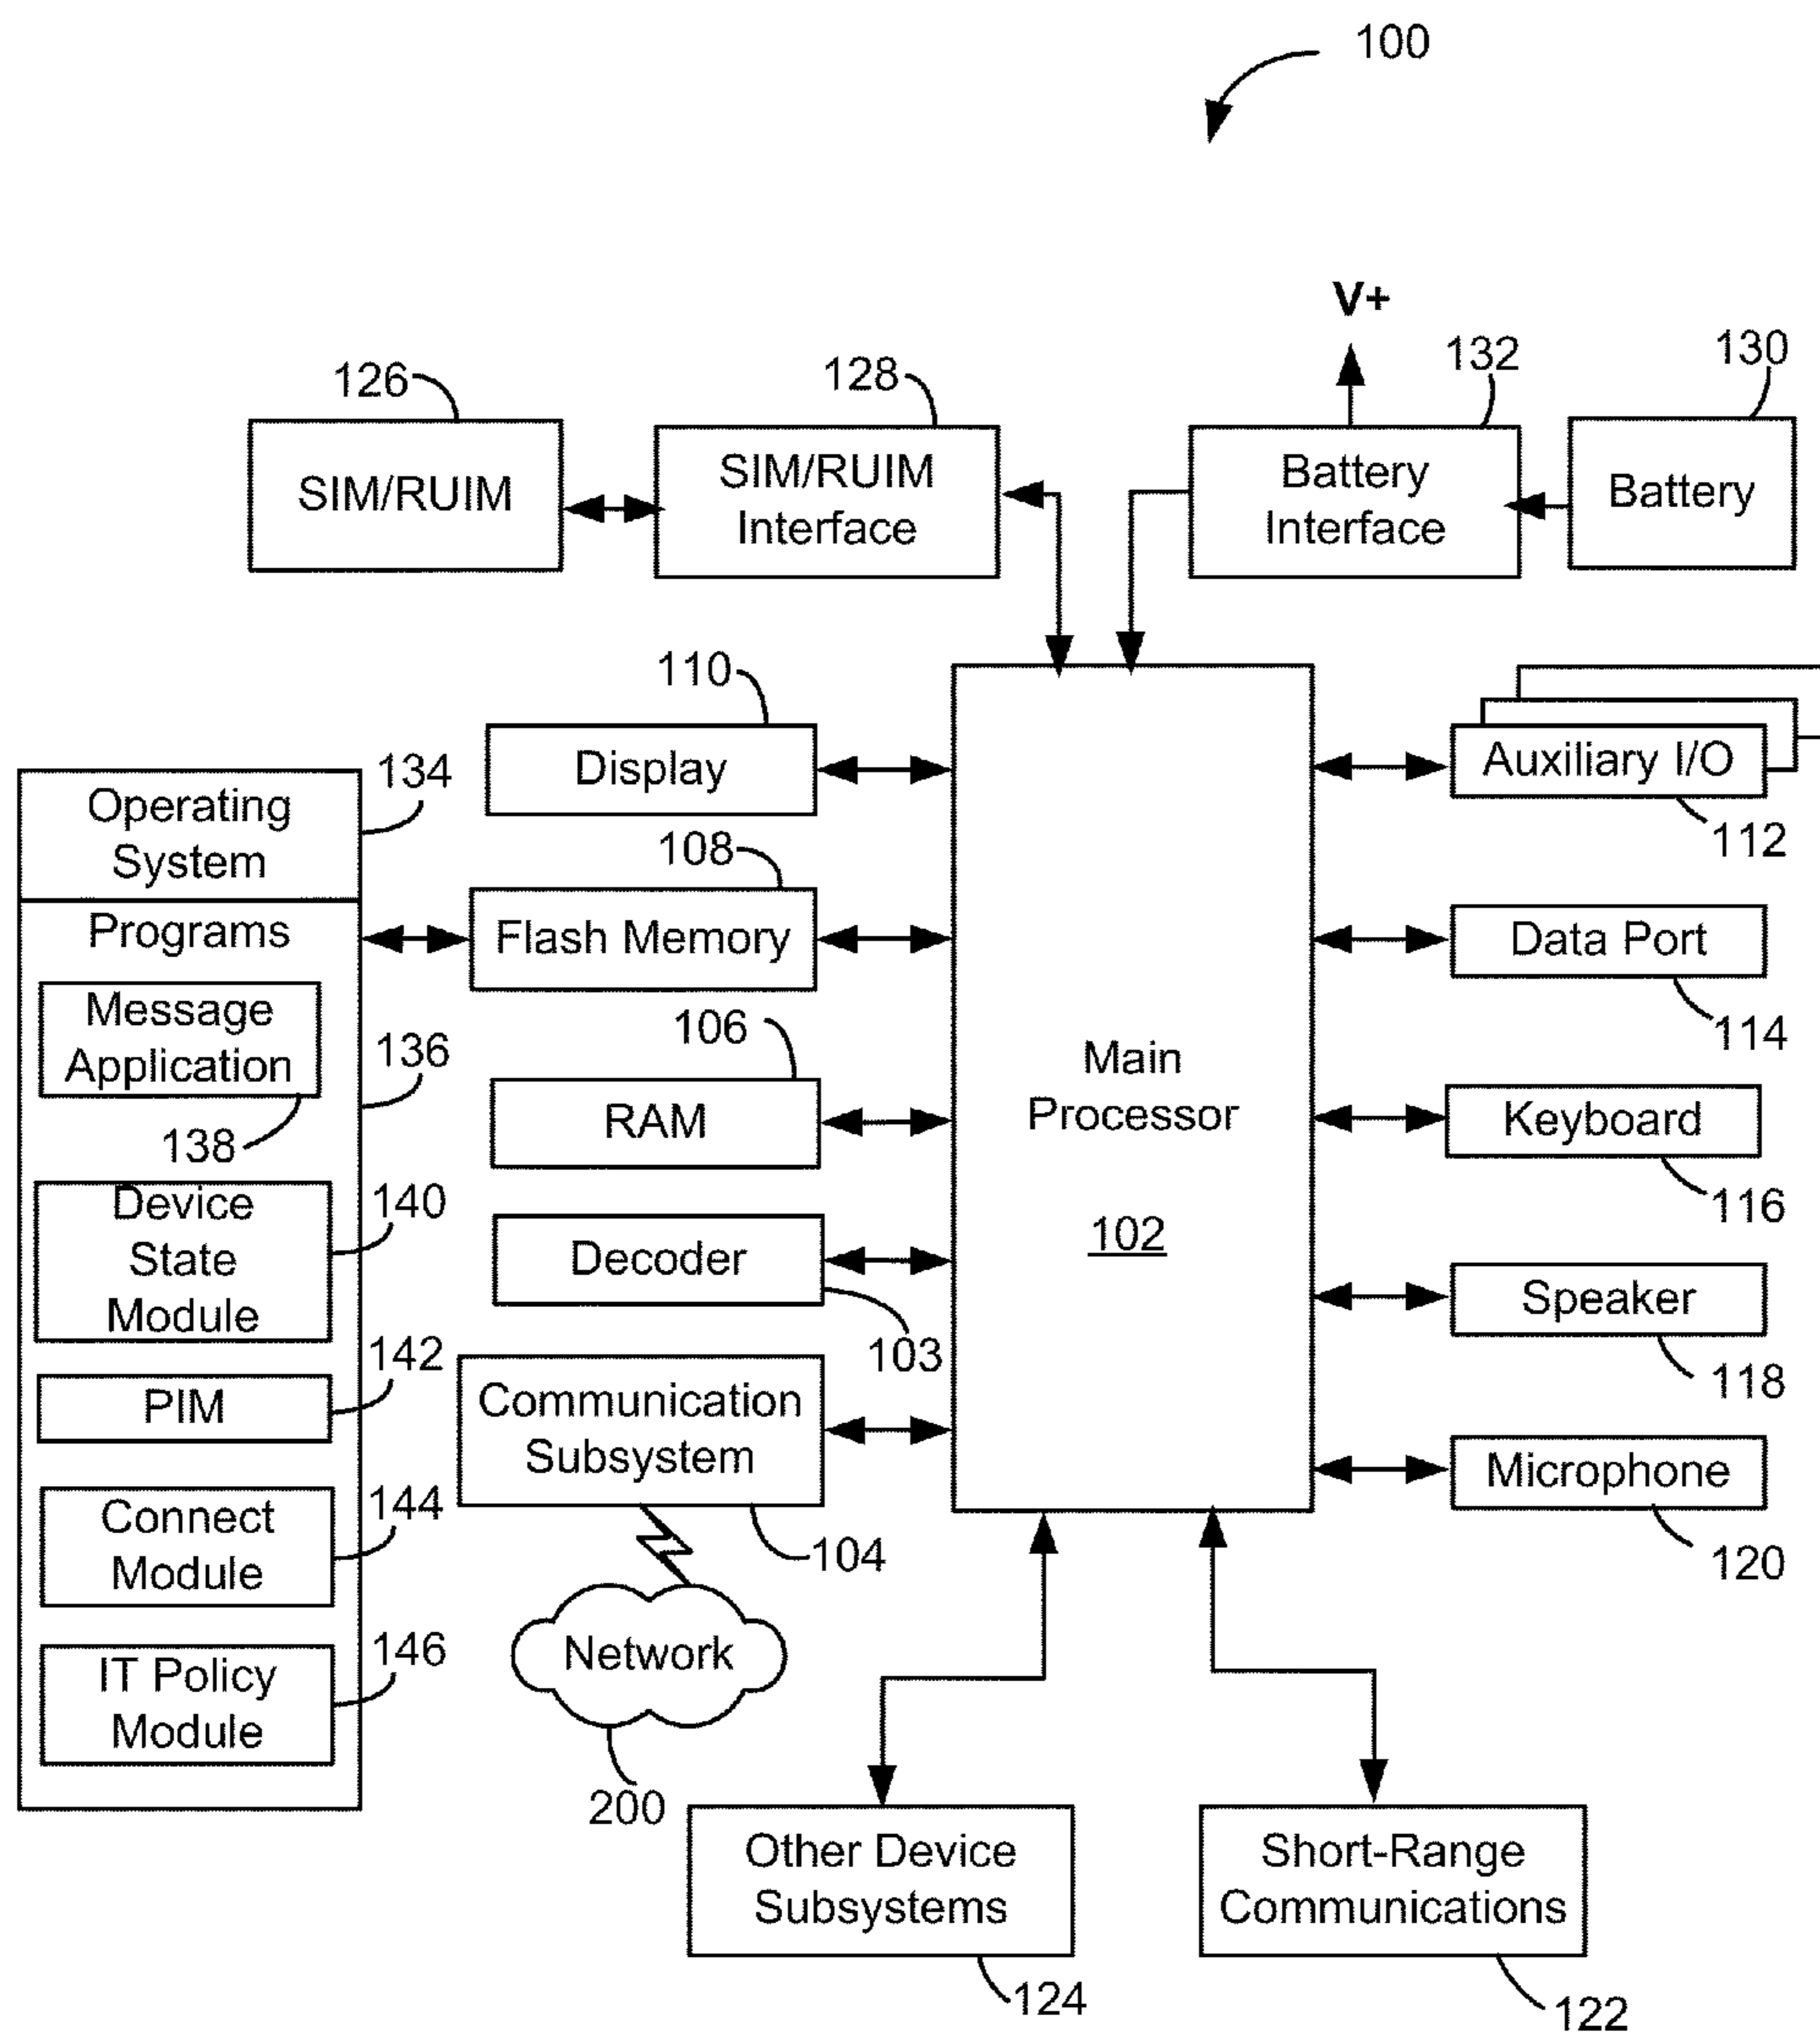 100
V+
126
128
132
130
SIM/RUIM
SIM/RUIM
Interface
Battery
Interface
Battery
110
Display
Auxiliary I/O
112
134
Operating
System
108
Programs
Flash Memory
Data Port
114
Message
Application
138
136
106
RAM
Main
Processor
102
Keyboard
116
Device
State
Module
140
Decoder
103
Speaker
118
PIM
142
Communication
Subsystem
104
Microphone
120
Connect
Module
144
Network
200
IT Policy
Module
146
Other Device
Subsystems
124
Short-Range
Communications
122